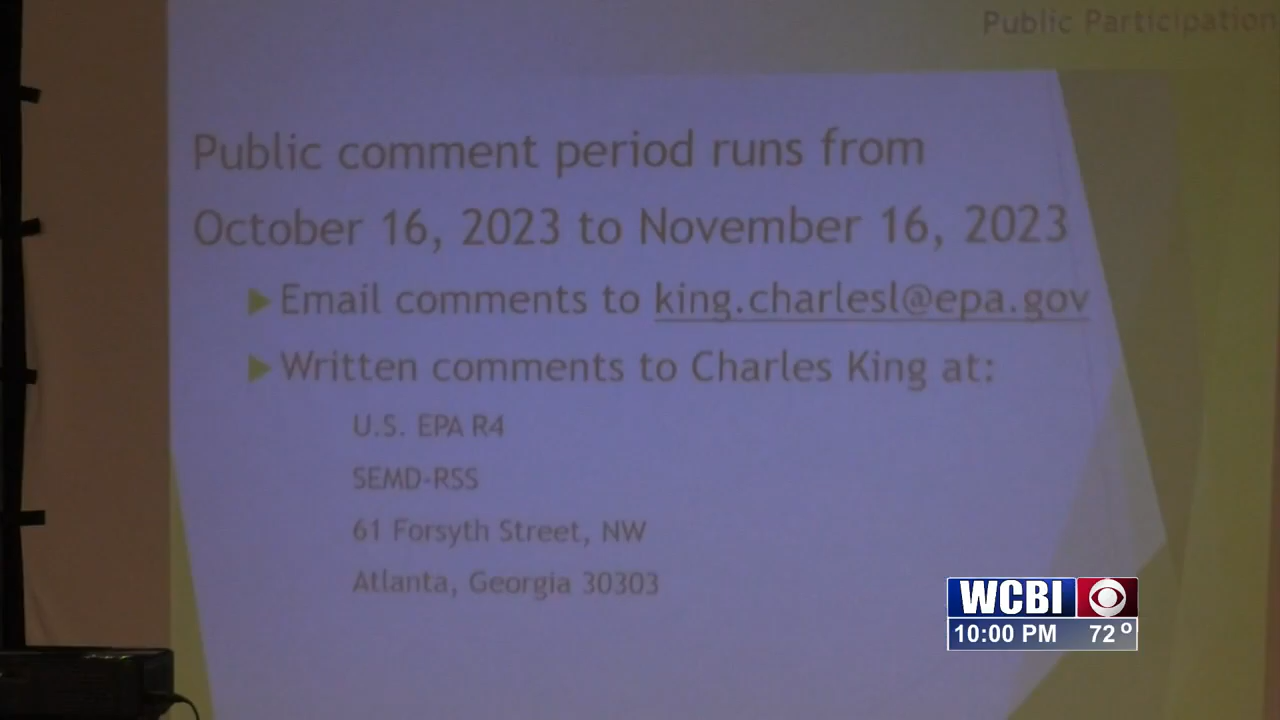 Public Participation
Public comment period runs from
October 16, 2023 to November 16, 2023
Email comments to king.charlesl@epa.gov
Written comments to Charles King at:
U.S. EPA R4
SEMD-RSS
61 Forsyth Street, NW
Atlanta, Georgia 30303
WCBI
10:00 PM 72°